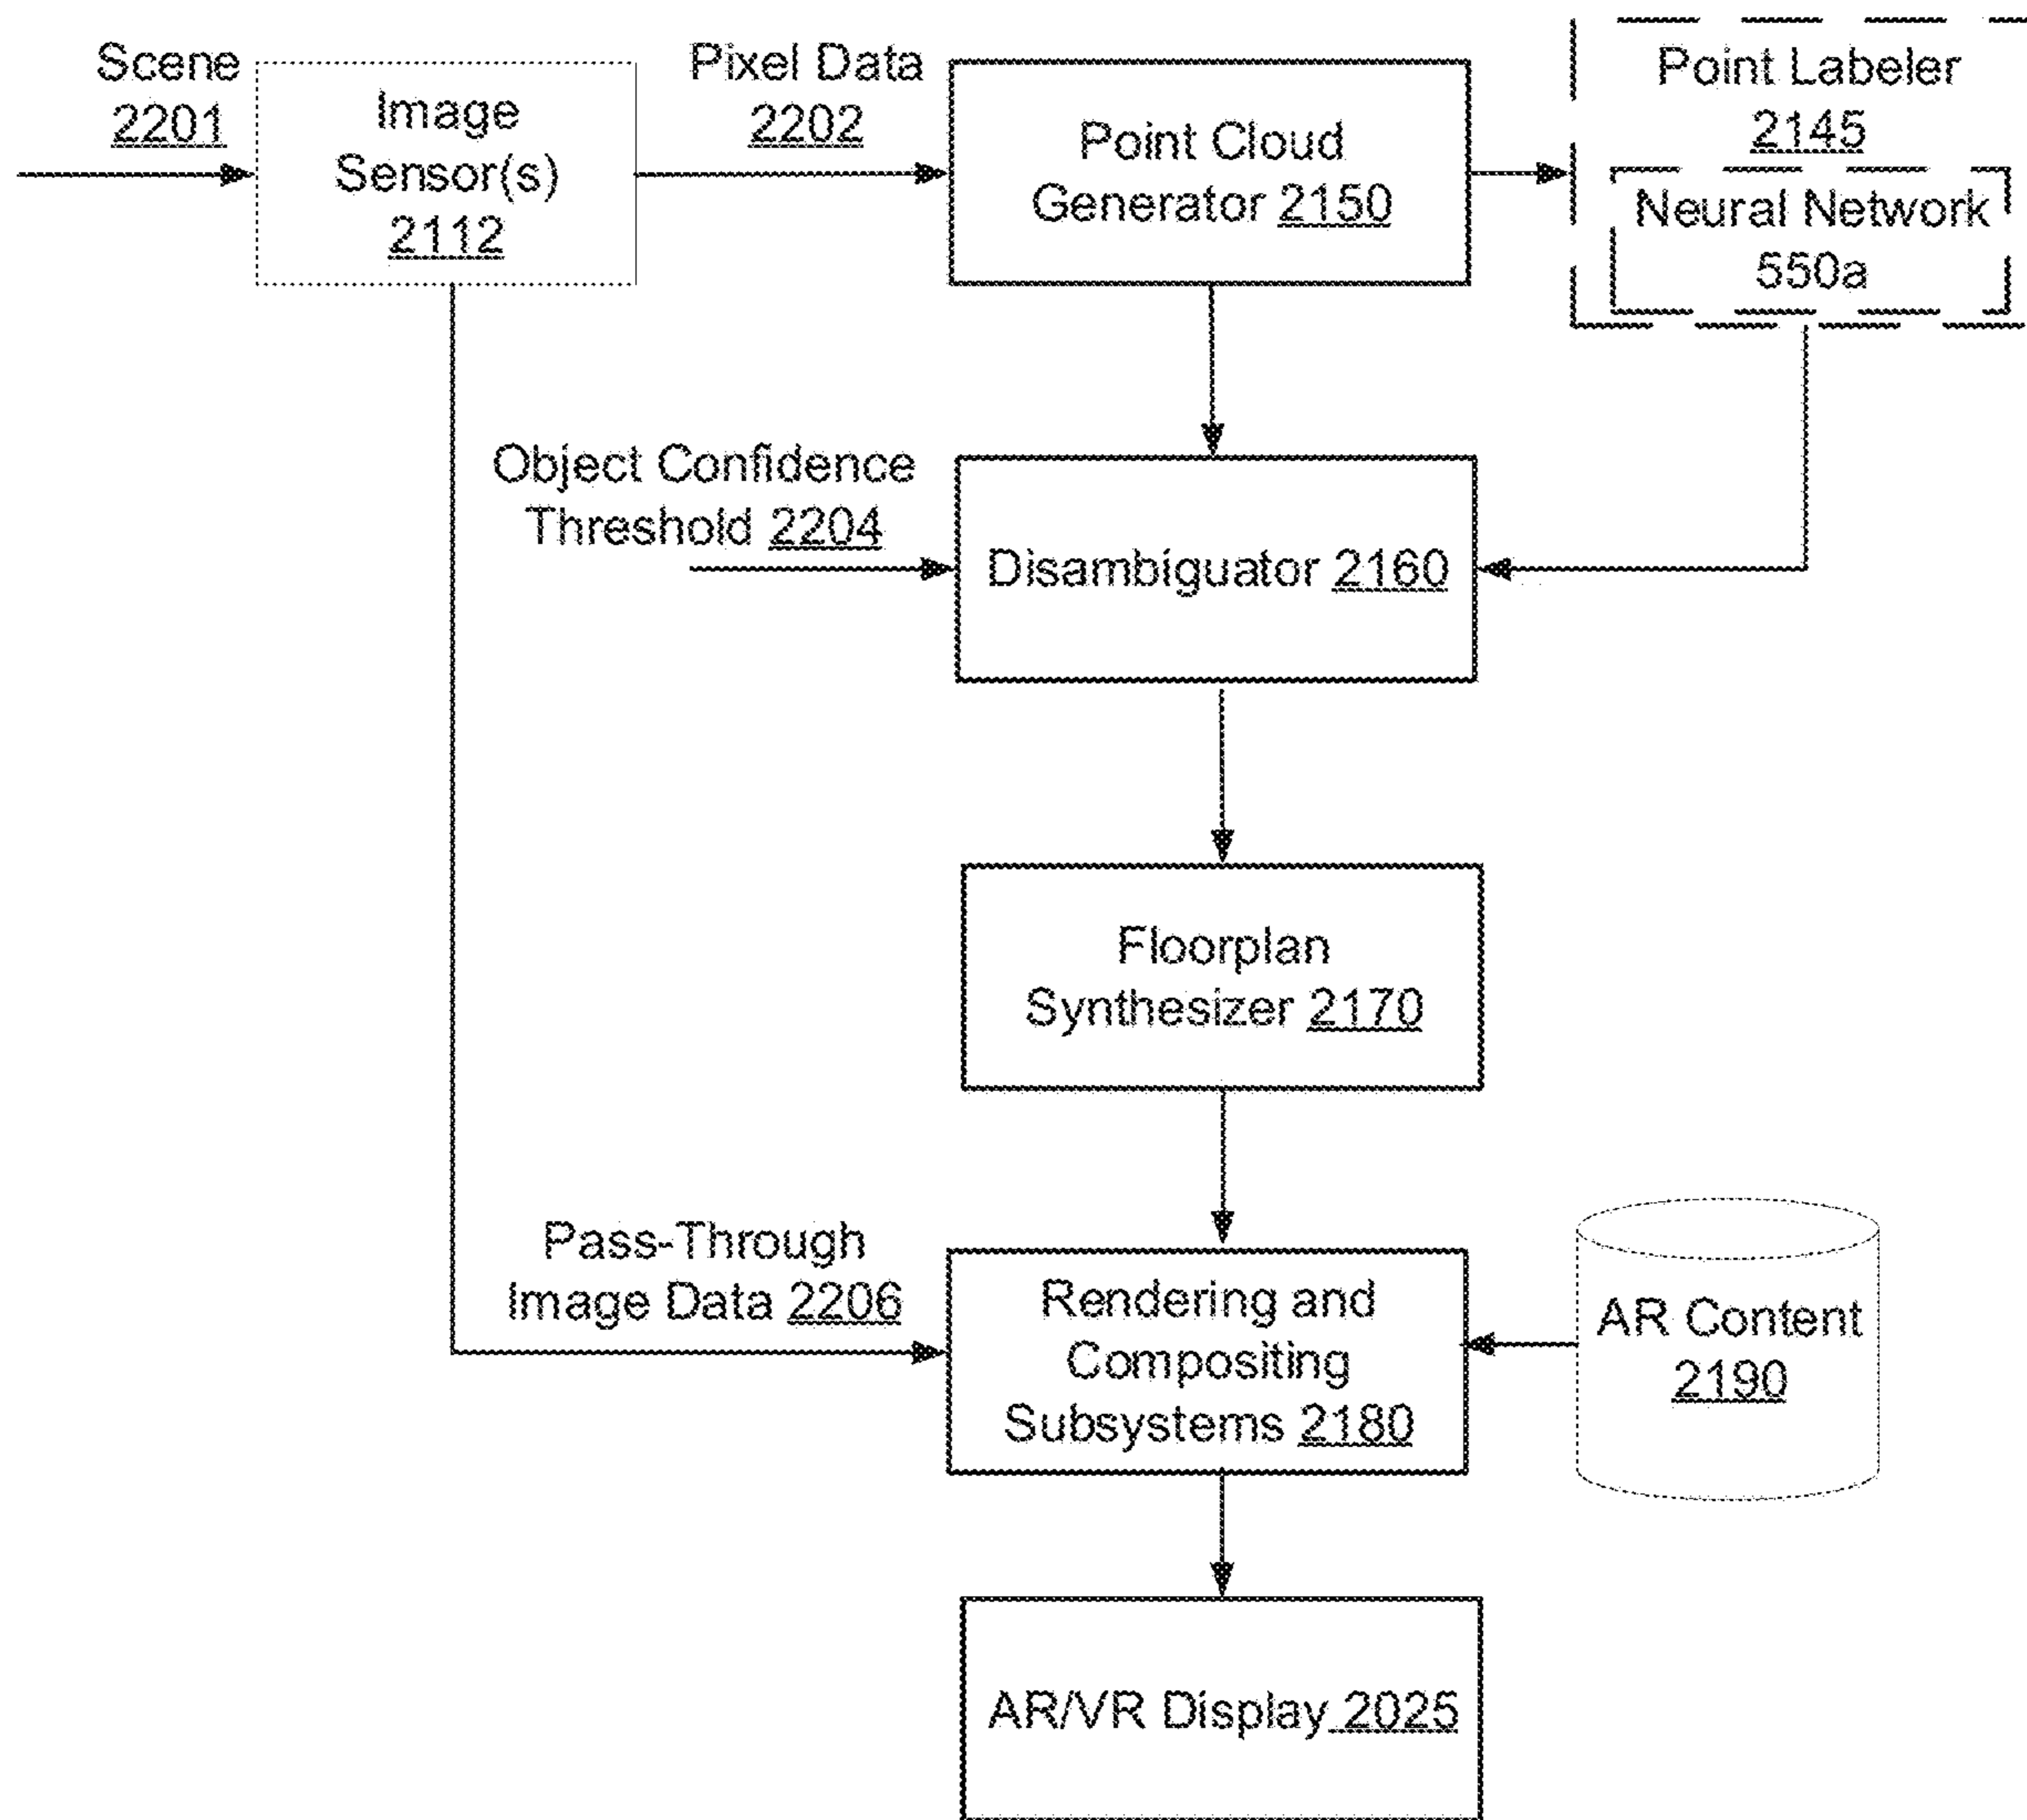 Scene
2201
Image
Sensor(s)
2112
Pixel Data
2202
Point Cloud
Generator 2150
Point Labeler
2145
Neural Network
550a
Object Confidence
Threshold 2204
Disambiguator 2160
Floorplan
Synthesizer 2170
Pass-Through
Image Data 2206
Rendering and
Compositing
Subsystems 2180
AR Content
2190
AR/VR Display 2025